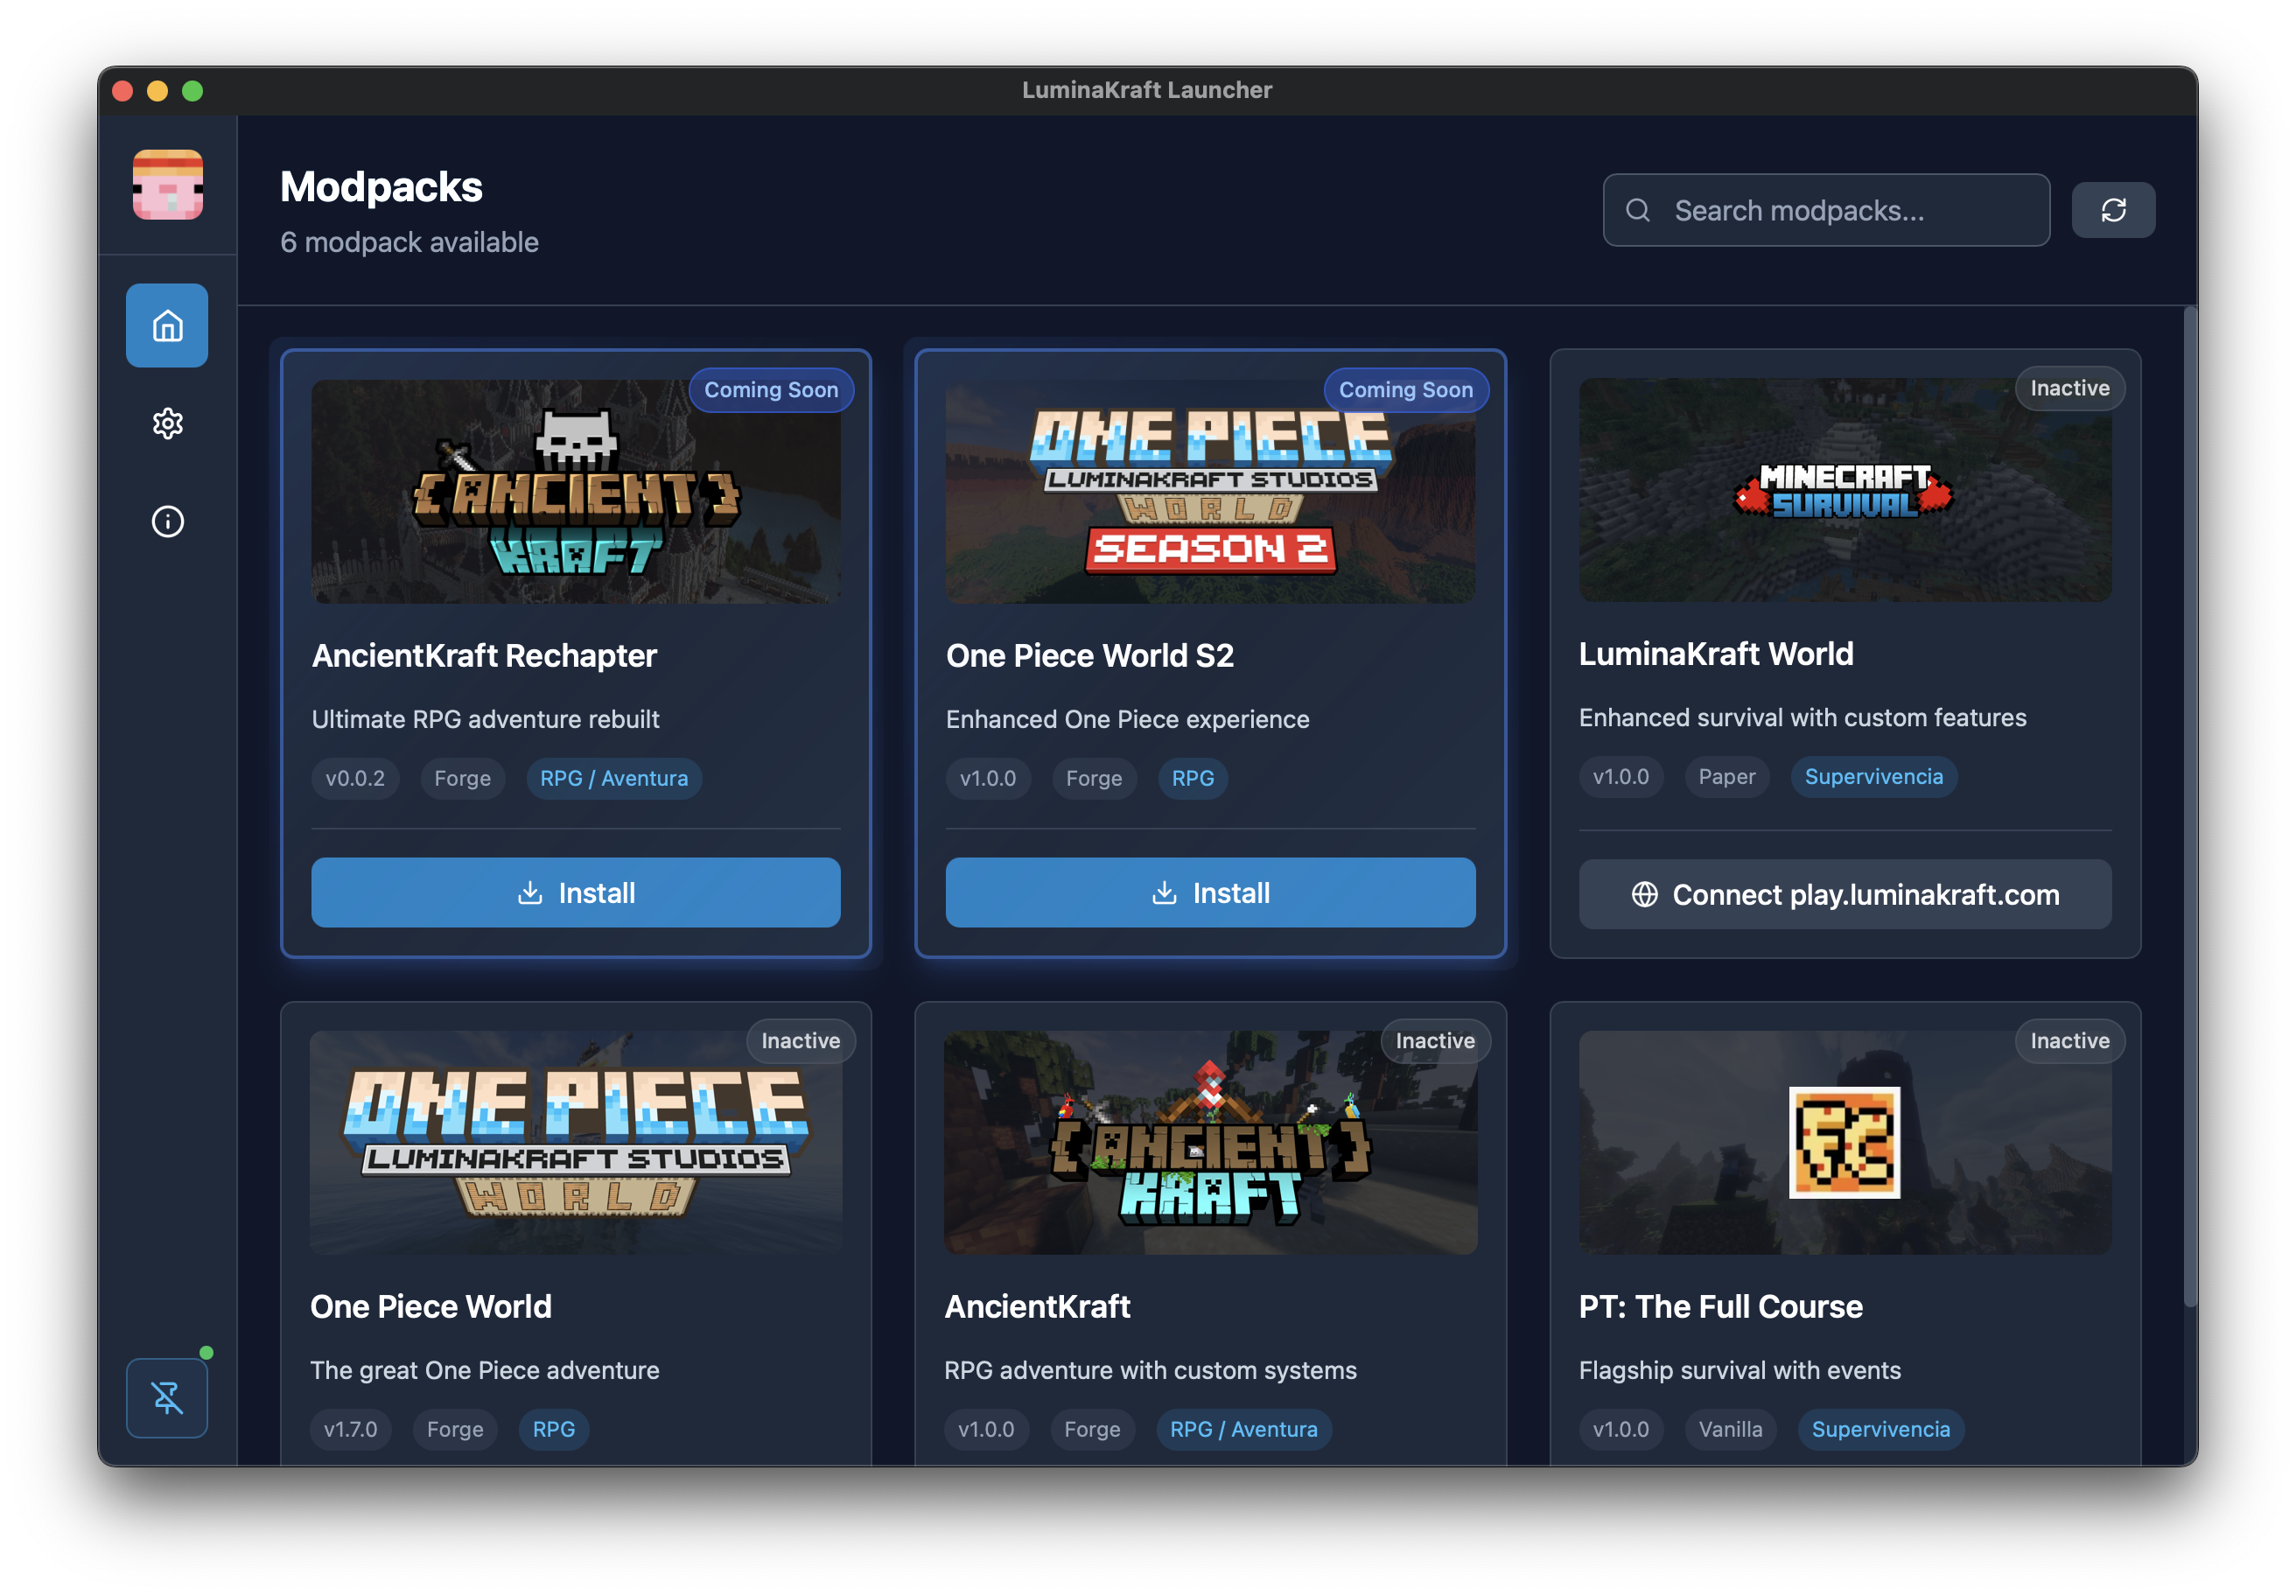 LuminaKraft Launcher
Modpacks
6 modpack available
Search modpacks...
Coming Soon
{ANCIENT}
KRAFT
AncientKraft Rechapter
Ultimate RPG adventure rebuilt
v0.0.2 Forge RPG / Aventura
Install
Coming Soon
ONE PIECE
LUMINAKRAFT STUDIOS
WORLD
SEASON 2
One Piece World S2
Enhanced One Piece experience
v1.0.0 Forge RPG
Install
Inactive
MINECRAFT
SURVIVAL
LuminaKraft World
Enhanced survival with custom features
v1.0.0 Paper Supervivencia
Connect play.luminakraft.com
Inactive
ONE PIECE
LUMINAKRAFT STUDIOS
WORLD
One Piece World
The great One Piece adventure
v1.7.0 Forge RPG
Inactive
{ANCIENT}
KRAFT
AncientKraft
RPG adventure with custom systems
v1.0.0 Forge RPG / Aventura
Inactive
FC
PT: The Full Course
Flagship survival with events
v1.0.0 Vanilla Supervivencia